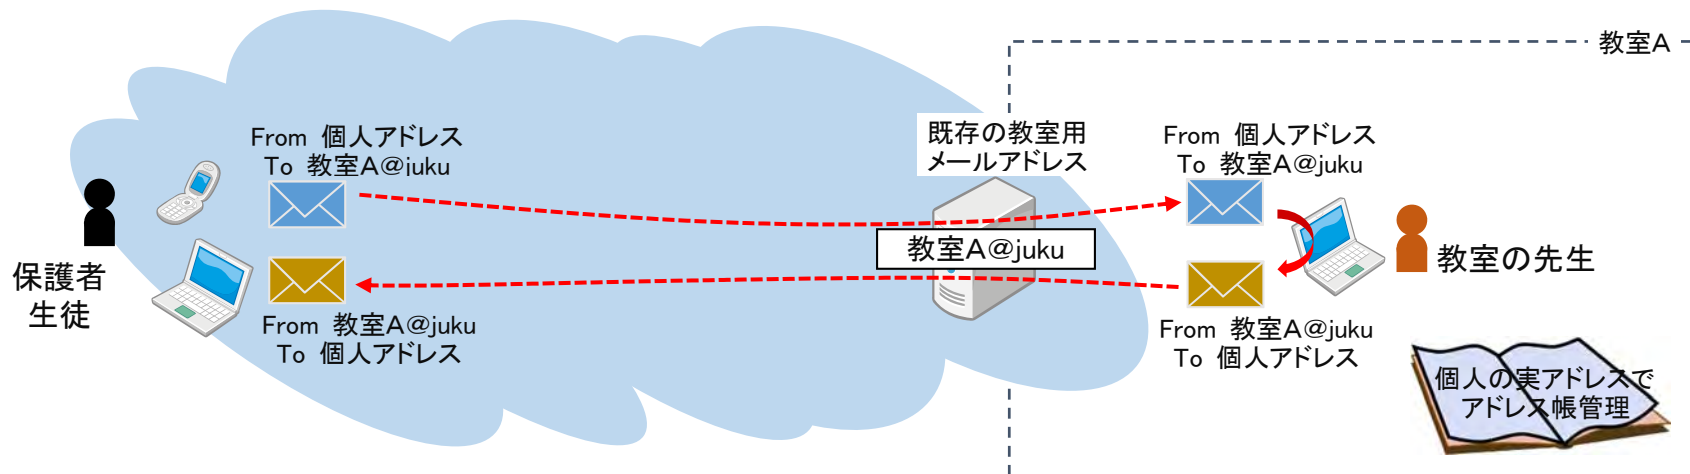 教室A
From 個人アドレス
To 教室A@juku
既存の教室用
メールアドレス
From 個人アドレス
To 教室A@juku
教室A@juku
保護者
生徒
教室の先生
From 教室A@juku
To 個人アドレス
From 教室A@juku
To 個人アドレス
個人の実アドレスで
アドレス帳管理